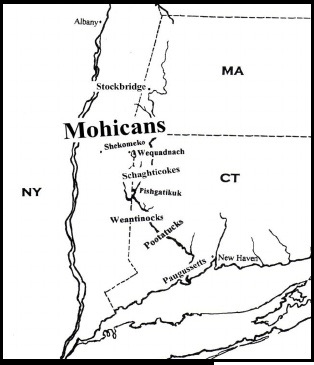 Albany
MA
Stockbridge
Mohicans
Shekomeko
Wequadnach
Schaghticokes
CT
NY
Pishgatikuk
Weantinocks
Pootatucks
New Haven
Paugussetts